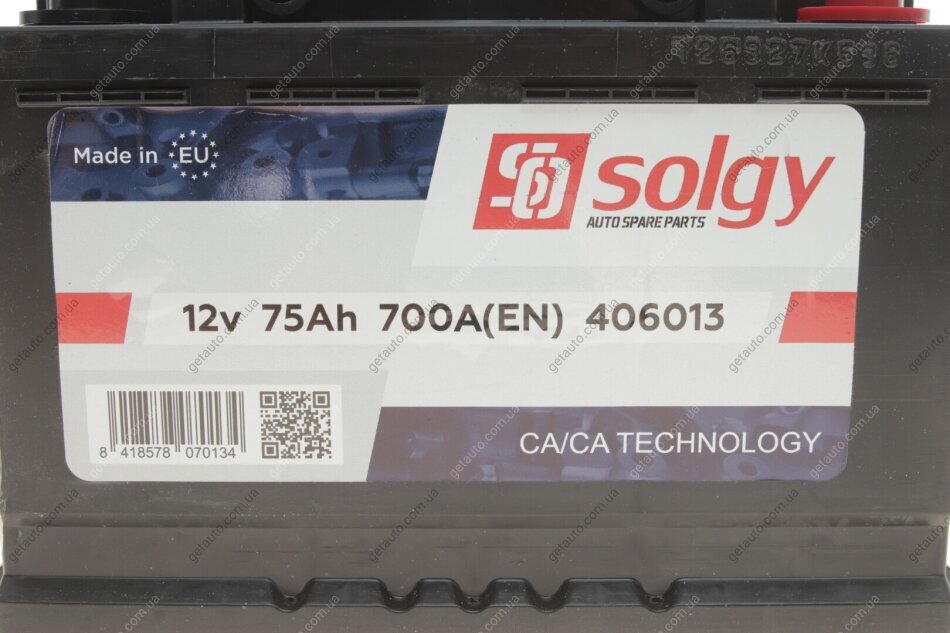 Made in EU
solgy
AUTO SPARE PARTS
12v 75Ah 700A(EN) 406013
8 418578 070134
CA/CA TECHNOLOGY
getauto.com.ua